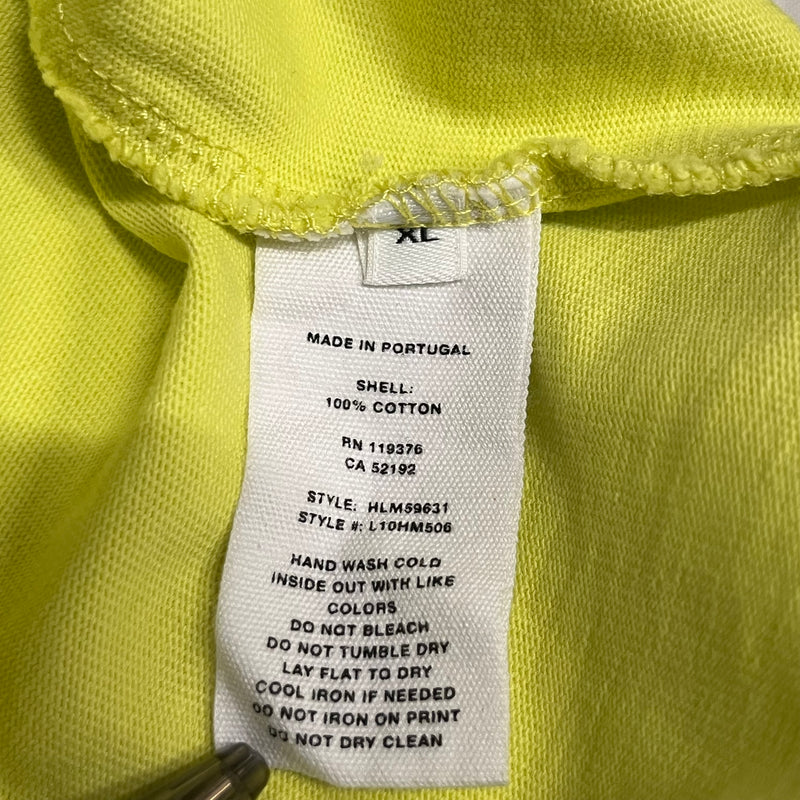 XL
MADE IN PORTUGAL
SHELL:
100% COTTON
RN 119376
CA 52192
STYLE: HLM59631
STYLE #: L10HM506
HAND WASH COLD
INSIDE OUT WITH LIKE
COLORS
DO NOT BLEACH
DO NOT TUMBLE DRY
LAY FLAT TO DRY
COOL IRON IF NEEDED
DO NOT IRON ON PRINT
DO NOT DRY CLEAN